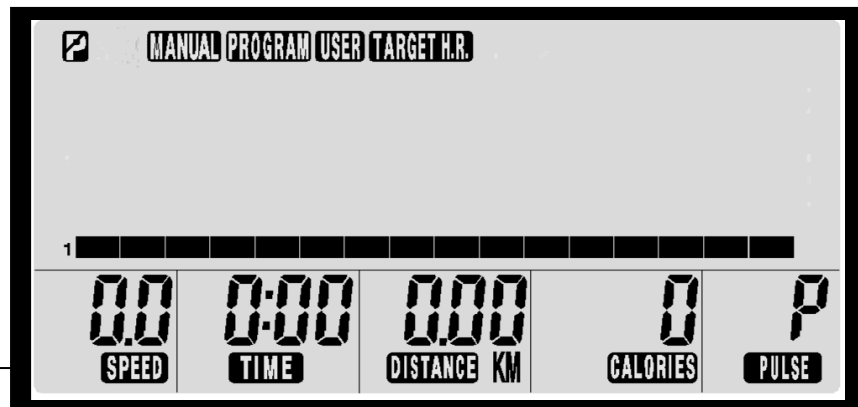 MANUAL PROGRAM USER TARGET H.R.
1
0.0 0:00 0.00 0 P
SPEED TIME DISTANCE KM CALORIES PULSE